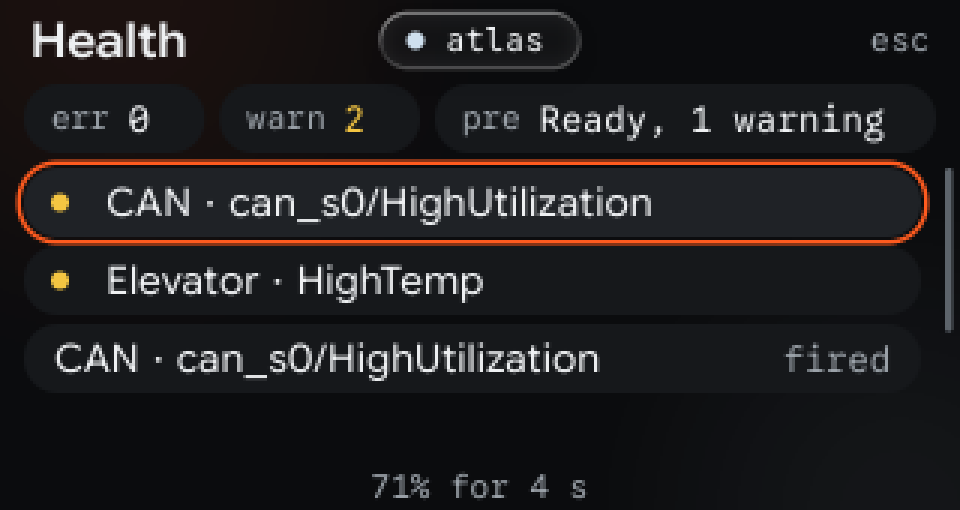 Health atlas esc
err 0 warn 2 pre Ready, 1 warning
CAN · can_s0/HighUtilization
Elevator · HighTemp
CAN · can_s0/HighUtilization fired
71% for 4 s